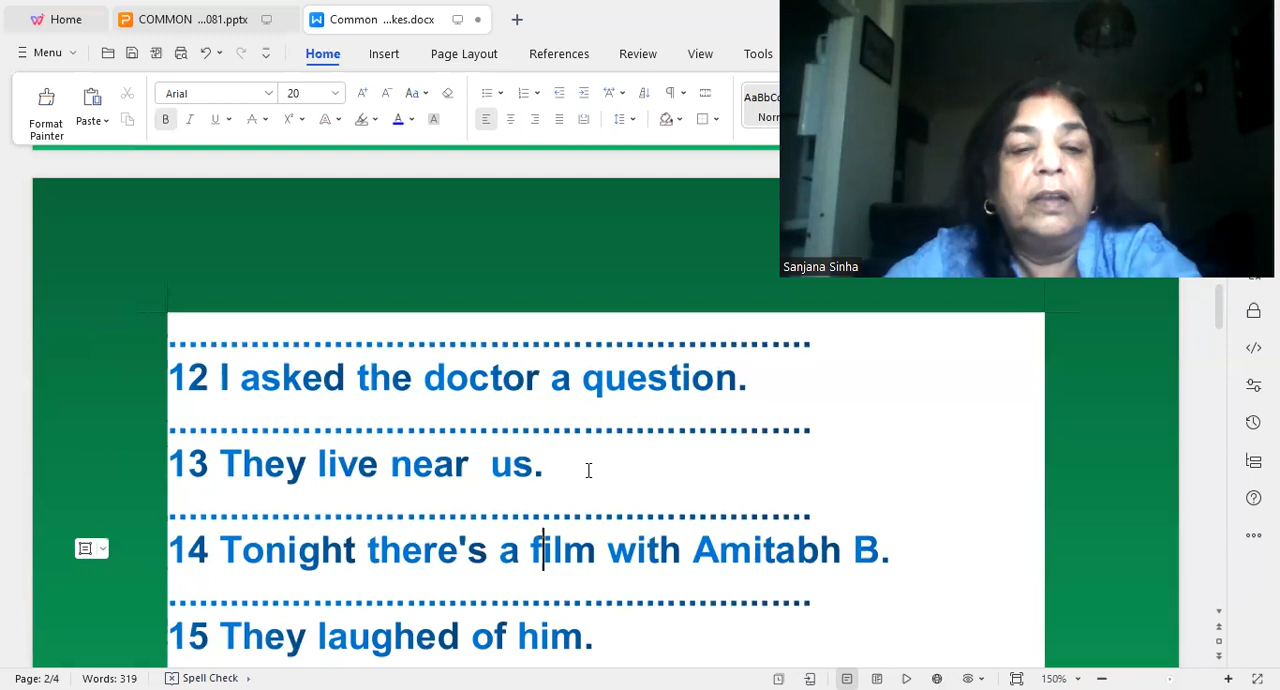 Home
COMMON ...081.pptx
Common ...kes.docx
Menu
Home
Insert
Page Layout
References
Review
View
Tools
Format
Painter
Paste
Arial
20
AaBbCc
Norm
Sanjana Sinha
12 I asked the doctor a question.
13 They live near us.
14 Tonight there's a film with Amitabh B.
15 They laughed of him.
Page: 2/4
Words: 319
Spell Check
150%